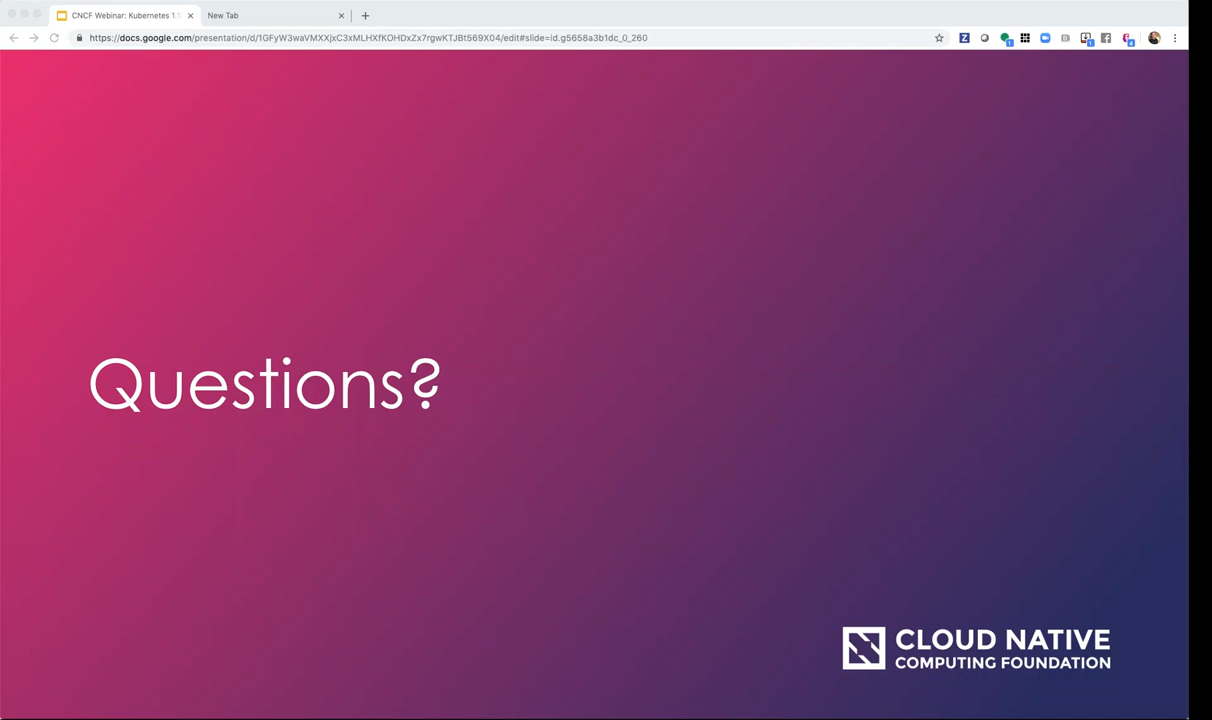 CNCF Webinar: Kubernetes 1.1
New Tab
https://docs.google.com/presentation/d/1GFyW3waVMXXjxC3xMLHXfKOHDxZx7rgwKTJBt569X04/edit#slide=id.g5658a3b1dc_0_260
Questions?
CLOUD NATIVE
COMPUTING FOUNDATION